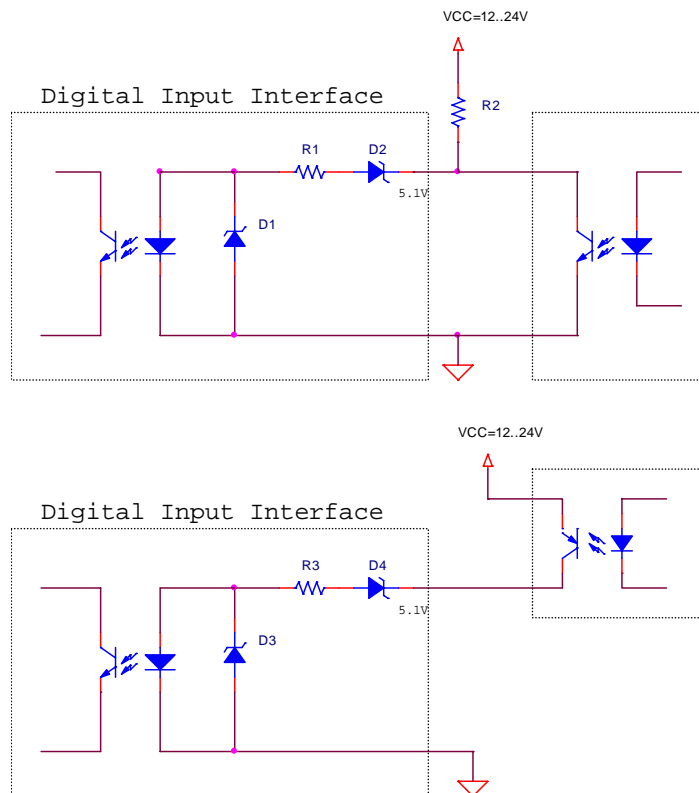 VCC=12..24V
Digital Input Interface
R2
R1
D2
5.1V
D1
VCC=12..24V
Digital Input Interface
R3
D4
5.1V
D3